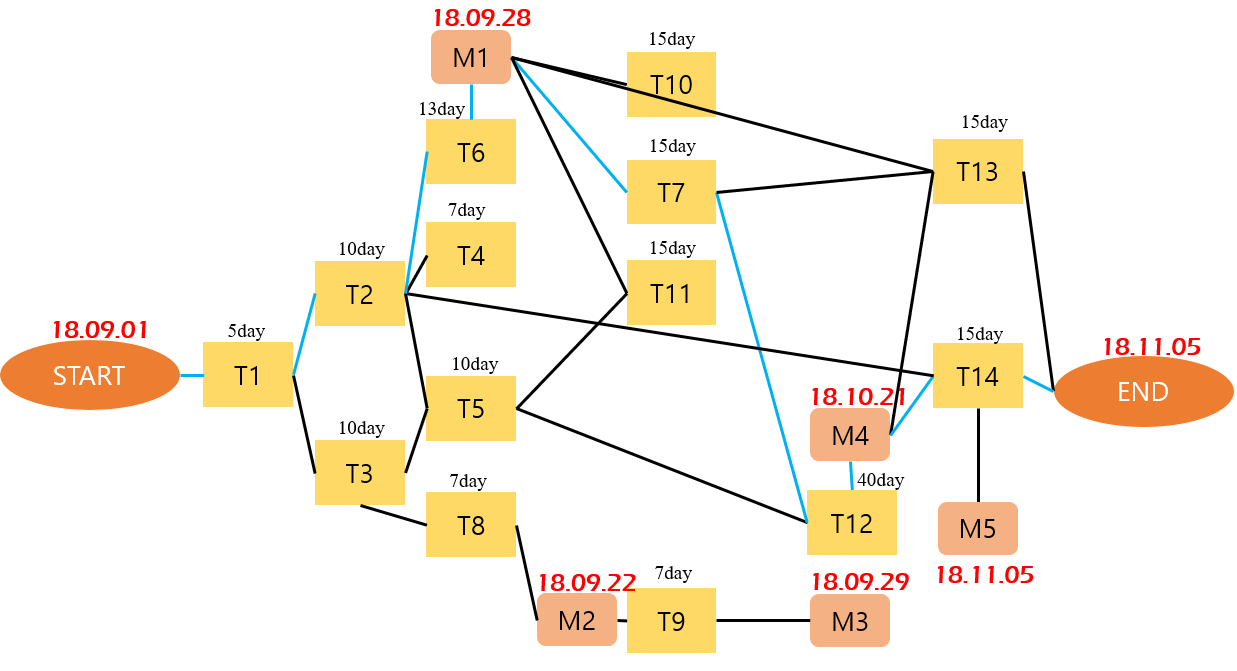 18.09.28
M1
15day
T10
13day
T6
15day
T13
15day
T7
7day
T4
15day
T11
10day
T2
18.09.01
START
5day
T1
15day
T14
18.11.05
END
10day
T5
18.10.21
M4
10day
T3
7day
T8
40day
T12
M5
18.11.05
18.09.22
M2
7day
T9
18.09.29
M3